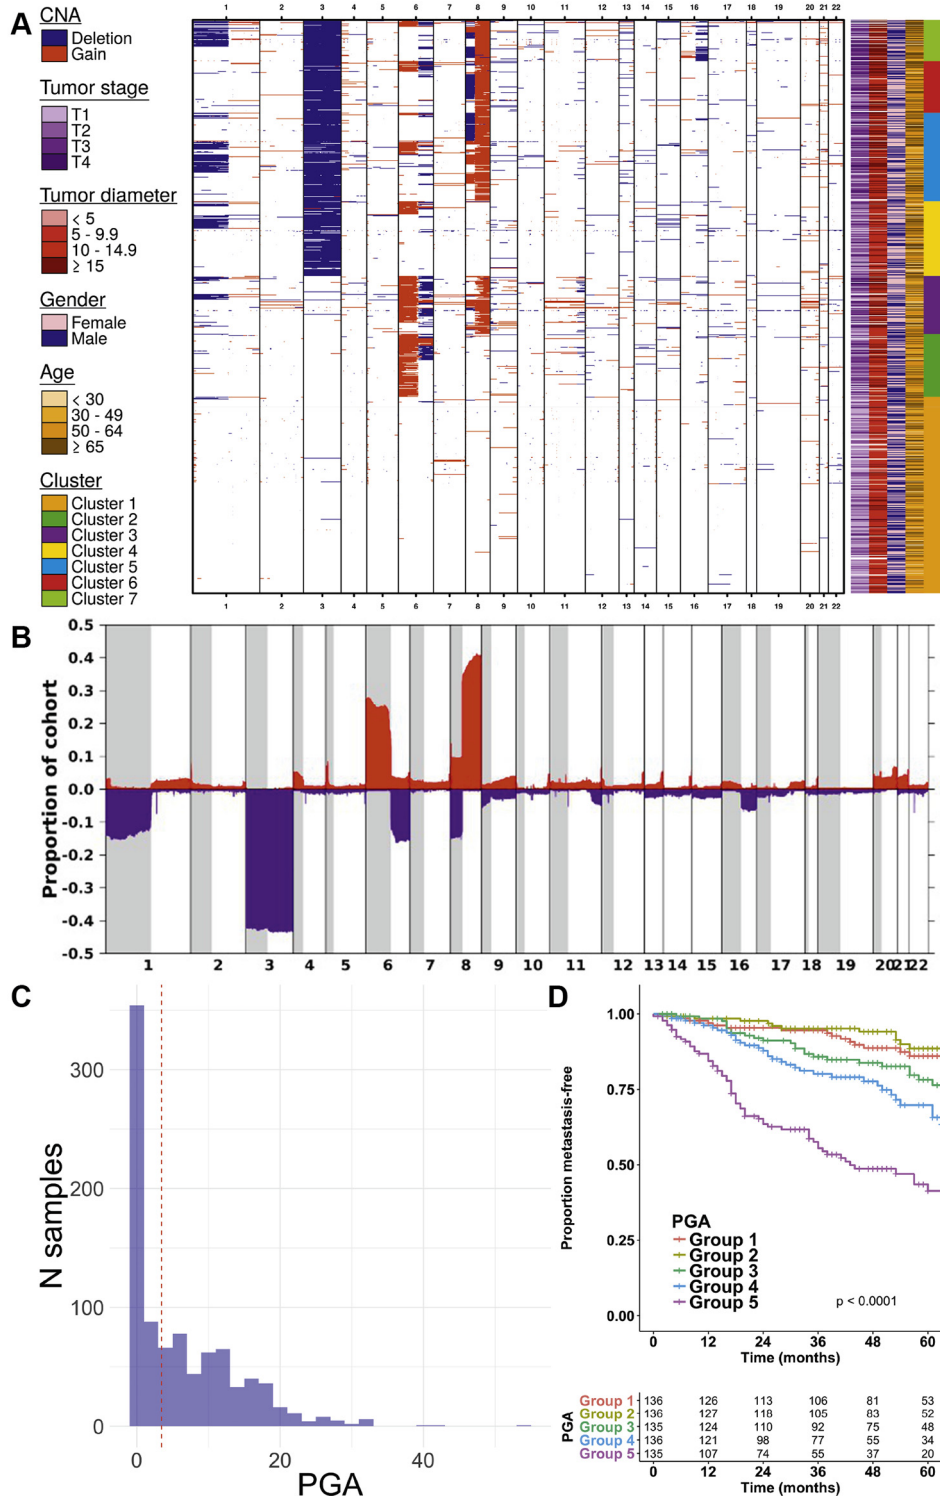 A
CNA
Deletion
Gain
Tumor stage
T1
T2
T3
T4
Tumor diameter
< 5
5 - 9.9
10 - 14.9
≥ 15
Gender
Female
Male
Age
< 30
30 - 49
50 - 64
≥ 65
Cluster
Cluster 1
Cluster 2
Cluster 3
Cluster 4
Cluster 5
Cluster 6
Cluster 7
1 2 3 4 5 6 7 8 9 10 11 12 13 14 15 16 17 18 19 20 21 22
1 2 3 4 5 6 7 8 9 10 11 12 13 14 15 16 17 18 19 20 21 22
B
Proportion of cohort
0.5
0.4
0.3
0.2
0.1
0.0
-0.1
-0.2
-0.3
-0.4
-0.5
1 2 3 4 5 6 7 8 9 10 11 12 13 14 15 16 17 18 19 20 21 22
C
N samples
300
200
100
0
0 20 40
PGA
D
Proportion metastasis-free
1.00
0.75
0.50
0.25
0.00
PGA
Group 1
Group 2
Group 3
Group 4
Group 5
p < 0.0001
0 12 24 36 48 60
Time (months)
PGA
Group 1 136 126 113 106 81 53
Group 2 136 127 118 105 83 52
Group 3 135 124 110 92 75 48
Group 4 136 121 98 77 55 34
Group 5 135 107 74 55 37 20
0 12 24 36 48 60
Time (months)